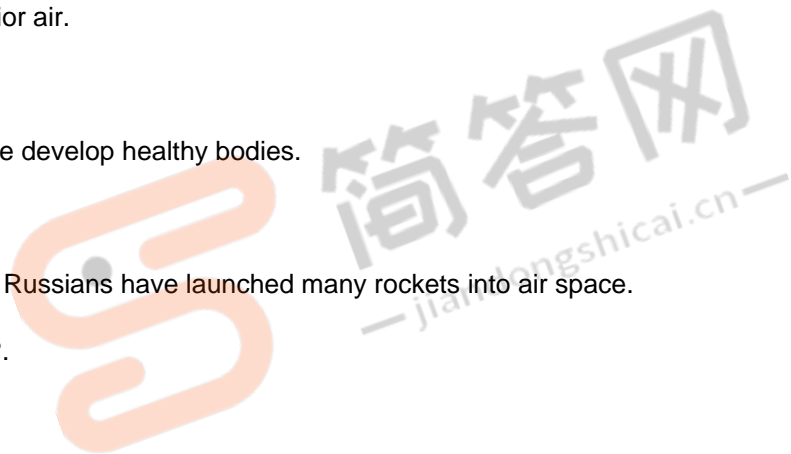 ior air.
e develop healthy bodies.
简答网
Russians have launched many rockets into air space.
jiandongshicai.cn